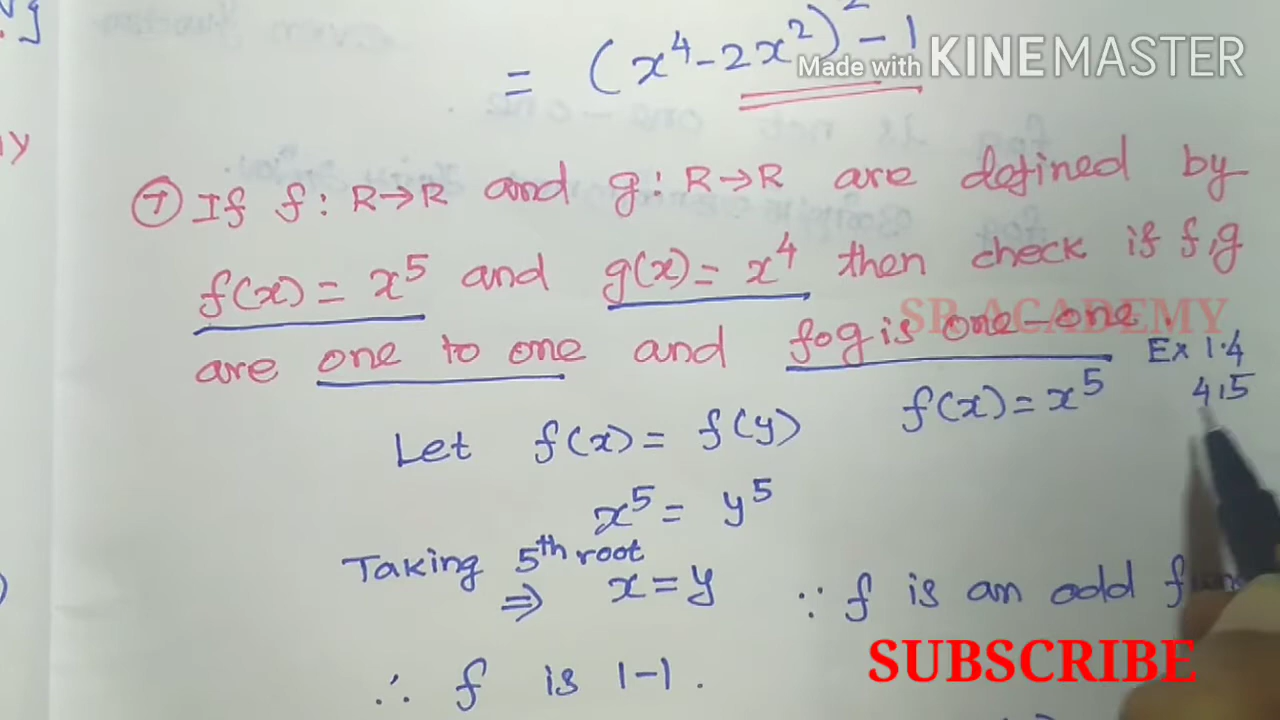 = (x⁴-2x²)² - 1
Made with KINEMASTER
⑦ If f : R→R and g : R→R are defined by
f(x) = x⁵ and g(x) = x⁴ then check if f,g
are one to one and fog is one-one.
SR ACADEMY
Ex 1.4
4,5
Let f(x) = f(y) f(x) = x⁵
x⁵ = y⁵
Taking 5th root
⇒ x = y ∵ f is an odd
SUBSCRIBE
∴ f is 1-1.